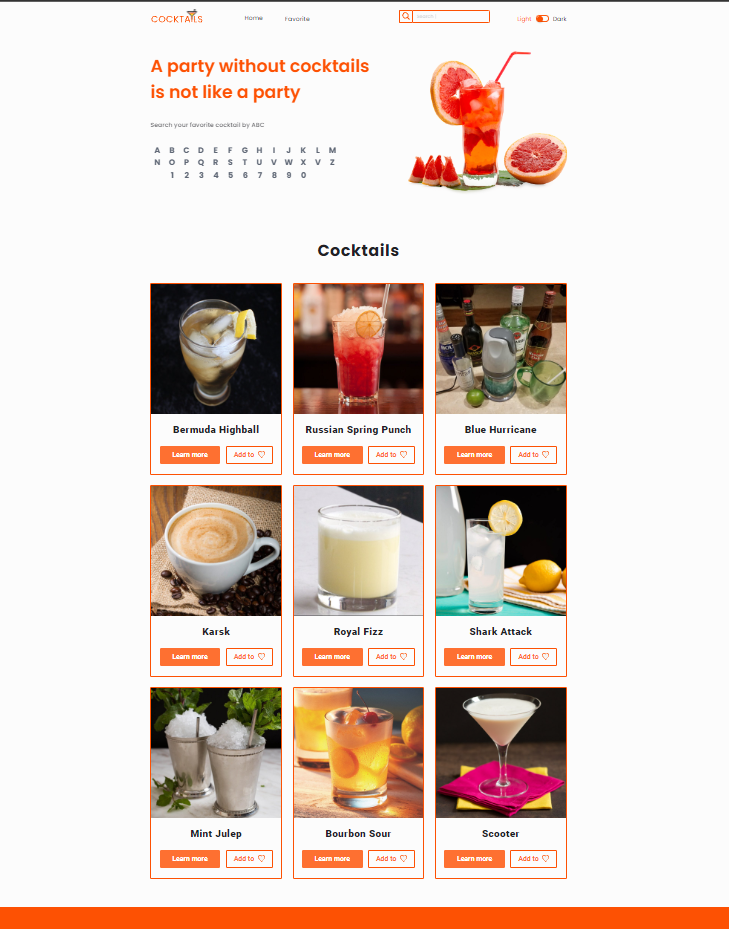 COCKTAILS
Home Favorite
Search
Light Dark
A party without cocktails
is not like a party
Search your favorite cocktail by ABC
A B C D E F G H I J K L M
N O P Q R S T U V W X V Z
1 2 3 4 5 6 7 8 9 0
Cocktails
Bermuda Highball Russian Spring Punch Blue Hurricane
Learn more Add to Learn more Add to Learn more Add to
Karsk Royal Fizz Shark Attack
Learn more Add to Learn more Add to Learn more Add to
Mint Julep Bourbon Sour Scooter
Learn more Add to Learn more Add to Learn more Add to